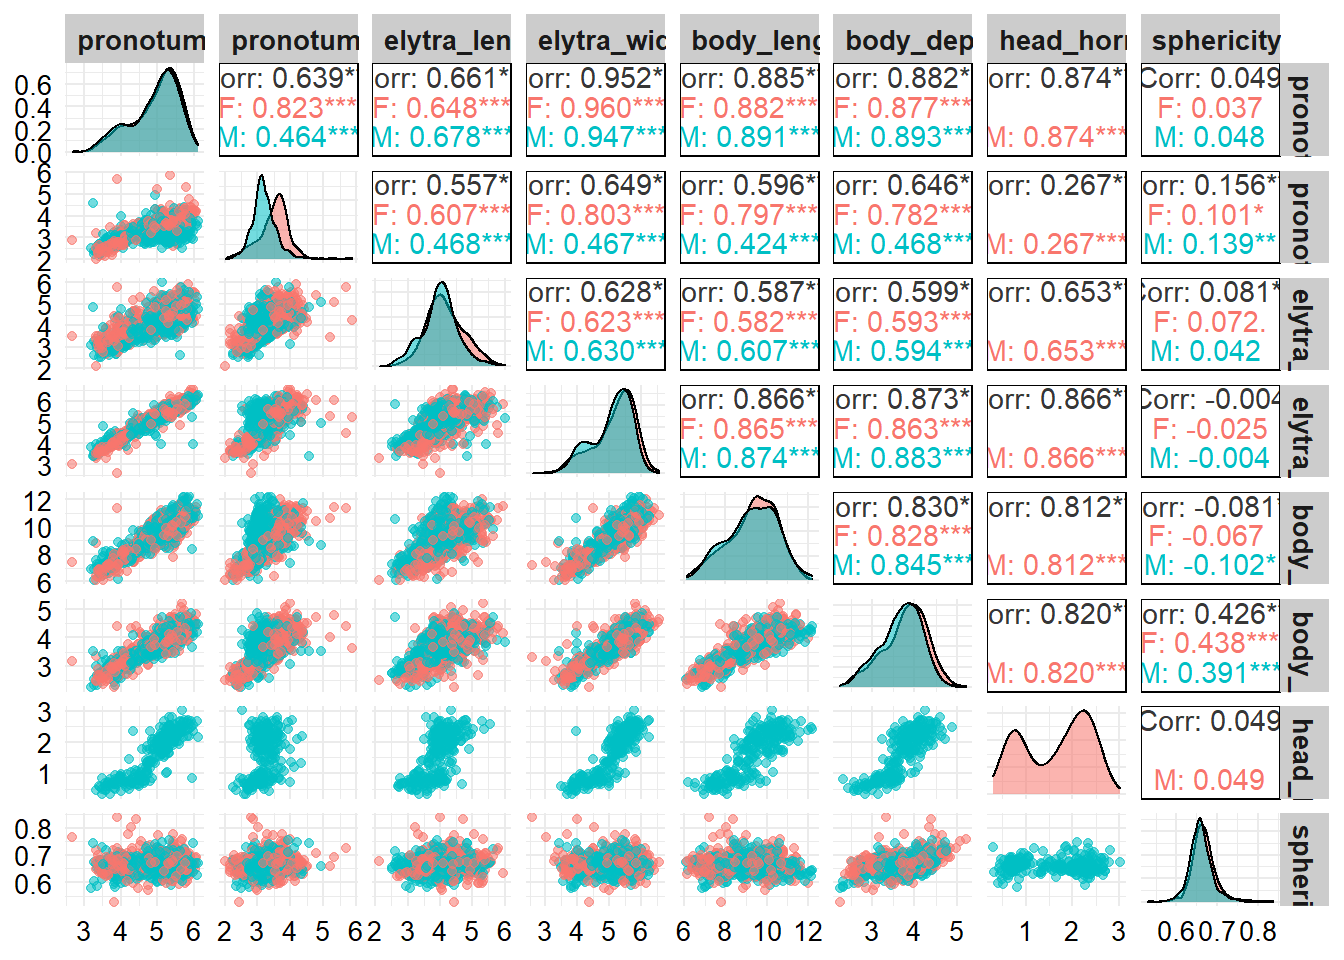 pronotum pronotum elytra_len elytra_wid body_leng body_dep head_horn sphericity
0.6 0.4 0.2 0.0
orr: 0.639* orr: 0.661* orr: 0.952* orr: 0.885** orr: 0.882* orr: 0.874** Corr: 0.049
F: 0.823*** F: 0.648*** F: 0.960*** F: 0.882*** F: 0.877*** F: 0.037
M: 0.464*** M: 0.678*** M: 0.947*** M: 0.891*** M: 0.893*** M: 0.874*** M: 0.048
pronot
6 5 4 3 2
orr: 0.557* orr: 0.649* orr: 0.596** orr: 0.646* orr: 0.267** orr: 0.156**
F: 0.607*** F: 0.803*** F: 0.797*** F: 0.782*** F: 0.101*
M: 0.468*** M: 0.467*** M: 0.424*** M: 0.468*** M: 0.267*** M: 0.139**
pronot
6 5 4 3 2
orr: 0.628* orr: 0.587** orr: 0.599* orr: 0.653** Corr: 0.081*
F: 0.623*** F: 0.582*** F: 0.593*** F: 0.072.
M: 0.630*** M: 0.607*** M: 0.594*** M: 0.653*** M: 0.042
elytra_
6 5 4 3
orr: 0.866** orr: 0.873* orr: 0.866** Corr: -0.004
F: 0.865*** F: 0.863*** F: -0.025
M: 0.874*** M: 0.883*** M: 0.866*** M: -0.004
elytra_
12 10 8 6
orr: 0.830* orr: 0.812** orr: -0.081*
F: 0.828*** F: -0.067
M: 0.845*** M: 0.812*** M: -0.102*
body_
5 4 3
orr: 0.820** orr: 0.426**
F: 0.438***
M: 0.820*** M: 0.391***
body_
3 2 1
Corr: 0.049
M: 0.049
head_
0.8 0.7 0.6
spheri
3 4 5 6 2 3 4 5 6 2 3 4 5 6 3 4 5 6 6 8 10 12 3 4 5 1 2 3 0.6 0.7 0.8